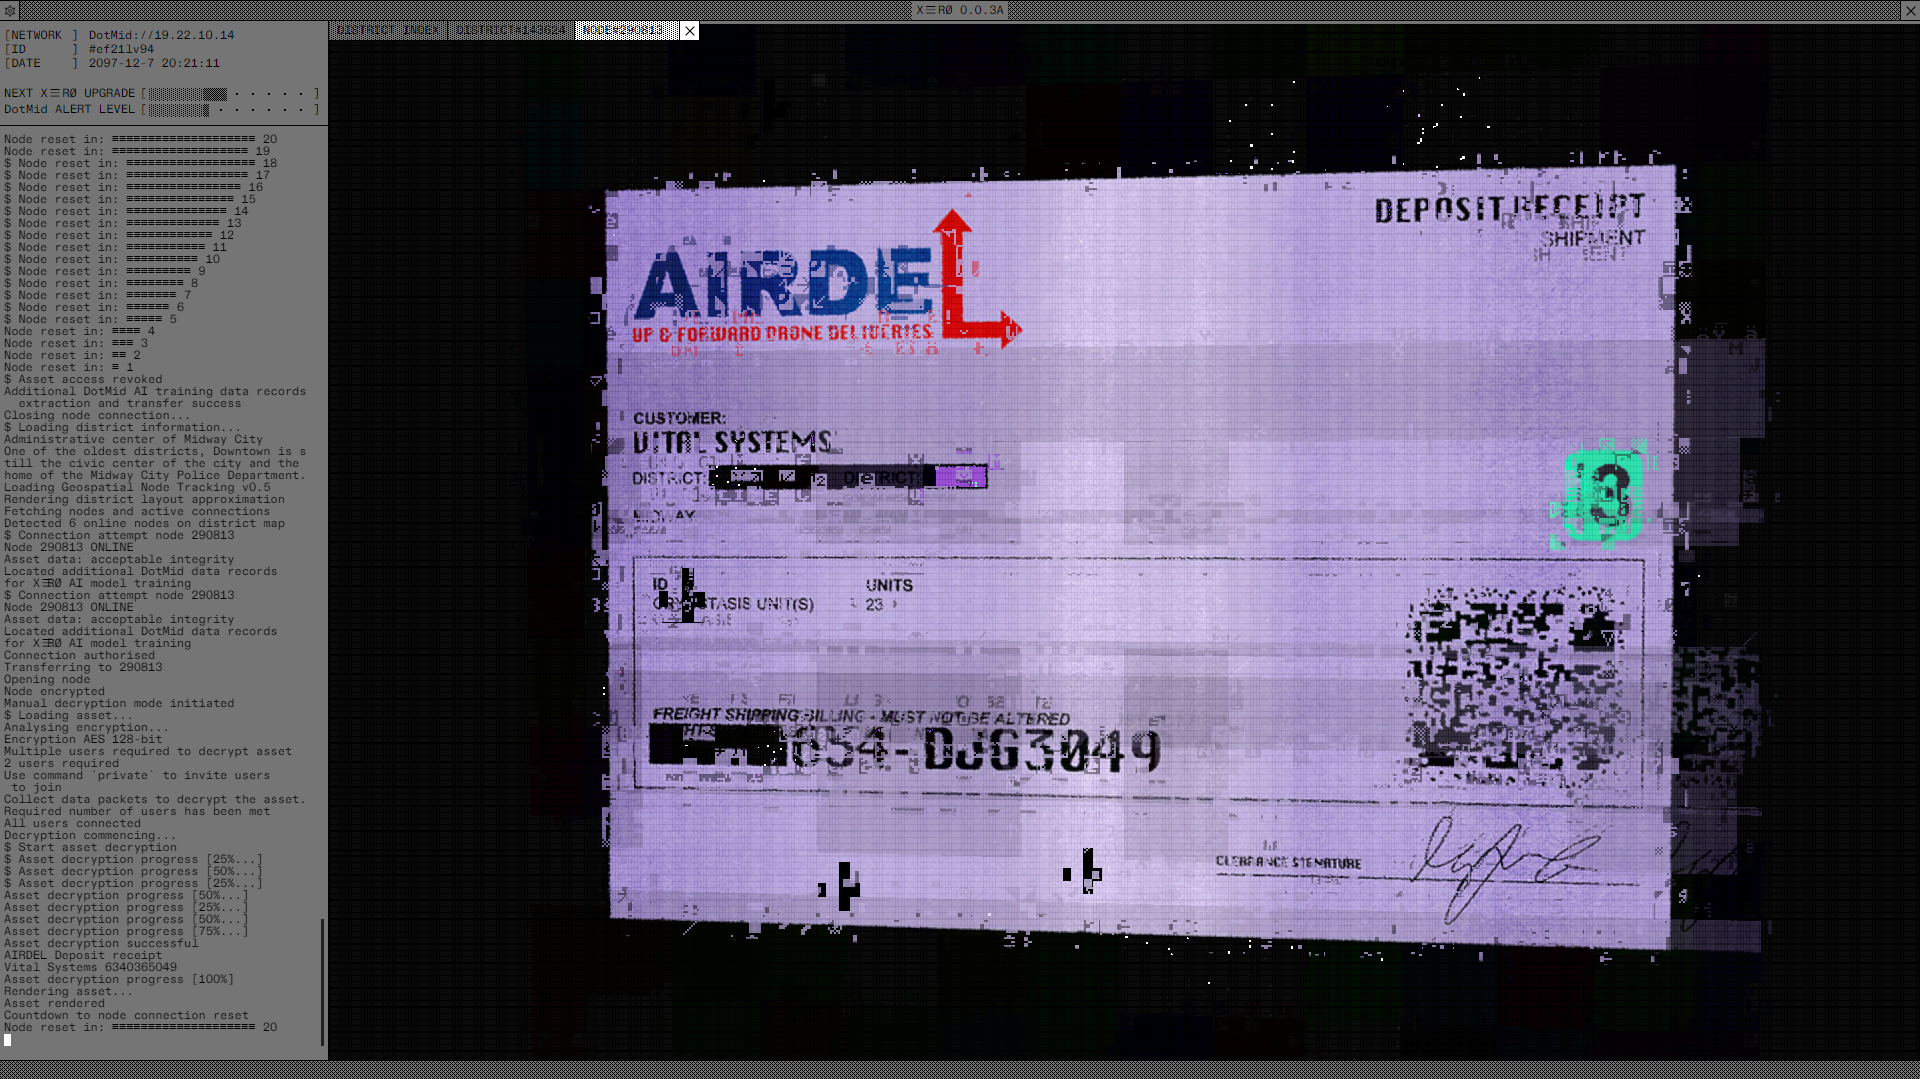 X☰RØ 0.0.3A
[NETWORK ] DotMid://19.22.10.14
[ID ] #ef21lv94
[DATE ] 2097-12-7 20:21:11
NEXT X☰RØ UPGRADE [ ]
DotMid ALERT LEVEL [ ]
DISTRICT INDEX
DISTRICT#143624
NODE#290813
Node reset in: ==================== 20
Node reset in: =================== 19
$ Node reset in: ================== 18
$ Node reset in: ================= 17
$ Node reset in: ================ 16
$ Node reset in: =============== 15
$ Node reset in: ============== 14
$ Node reset in: ============= 13
$ Node reset in: ============ 12
$ Node reset in: =========== 11
$ Node reset in: ========== 10
$ Node reset in: ========= 9
$ Node reset in: ======== 8
$ Node reset in: ======= 7
$ Node reset in: ====== 6
$ Node reset in: ===== 5
Node reset in: ==== 4
Node reset in: === 3
Node reset in: == 2
Node reset in: = 1
$ Asset access revoked
Additional DotMid AI training data records
extraction and transfer success
Closing node connection...
$ Loading district information...
Administrative center of Midway City
One of the oldest districts, Downtown is s
till the civic center of the city and the
home of the Midway City Police Department.
Loading Geospatial Node Tracking v0.5
Rendering district layout approximation
Fetching nodes and active connections
Detected 6 online nodes on district map
$ Connection attempt node 290813
Node 290813 ONLINE
Asset data: acceptable integrity
Located additional DotMid data records
for X☰RØ AI model training
$ Connection attempt node 290813
Node 290813 ONLINE
Asset data: acceptable integrity
Located additional DotMid data records
for X☰RØ AI model training
Connection authorised
Transferring to 290813
Opening node
Node encrypted
Manual decryption mode initiated
$ Loading asset...
Analysing encryption...
Encryption AES 128-bit
Multiple users required to decrypt asset
2 users required
Use command `private` to invite users
to join
Collect data packets to decrypt the asset.
Required number of users has been met
All users connected
Decryption commencing...
$ Start asset decryption
$ Asset decryption progress [25%...]
$ Asset decryption progress [50%...]
$ Asset decryption progress [25%...]
Asset decryption progress [50%...]
Asset decryption progress [25%...]
Asset decryption progress [50%...]
Asset decryption progress [75%...]
Asset decryption successful
AIRDEL Deposit receipt
Vital Systems 6340365049
Asset decryption progress [100%]
Rendering asset...
Asset rendered
Countdown to node connection reset
Node reset in: ==================== 20
DEPOSIT RECEIPT
SHIPMENT
AIRDEL
UP & FORWARD DRONE DELIVERIES
CUSTOMER:
VITAL SYSTEMS
DISTRICT:
MIDWAY
3
ID UNITS
CRYOSTASIS UNIT(S) 23
FREIGHT SHIPPING BILLING - MUST NOT BE ALTERED
654-DJG3049
CLEARANCE SIGNATURE